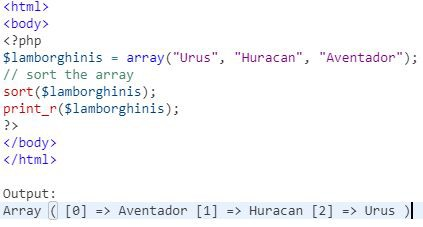 <html>
<body>
<?php
$lamborghinis = array("Urus", "Huracan", "Aventador");
// sort the array
sort($lamborghinis);
print_r($lamborghinis);
?>
</body>
</html>
Output:
Array ( [0] => Aventador [1] => Huracan [2] => Urus )